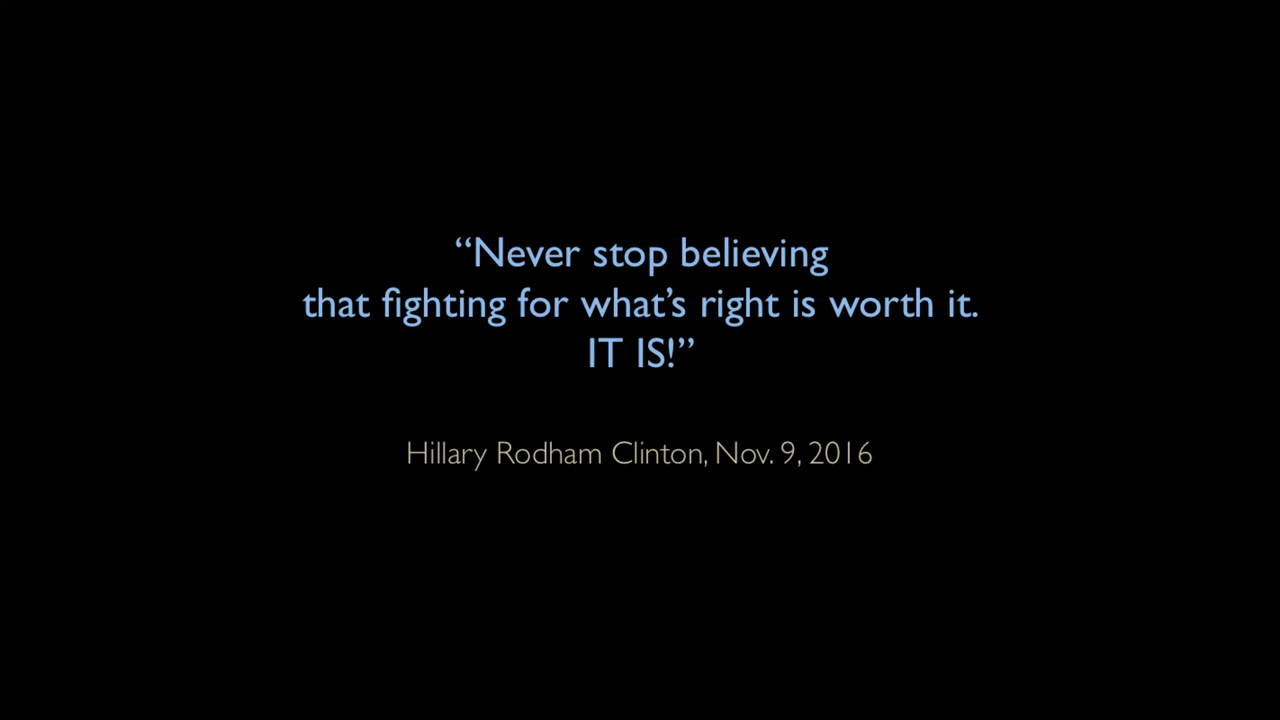 “Never stop believing
that fighting for what’s right is worth it.
IT IS!”
Hillary Rodham Clinton, Nov. 9, 2016